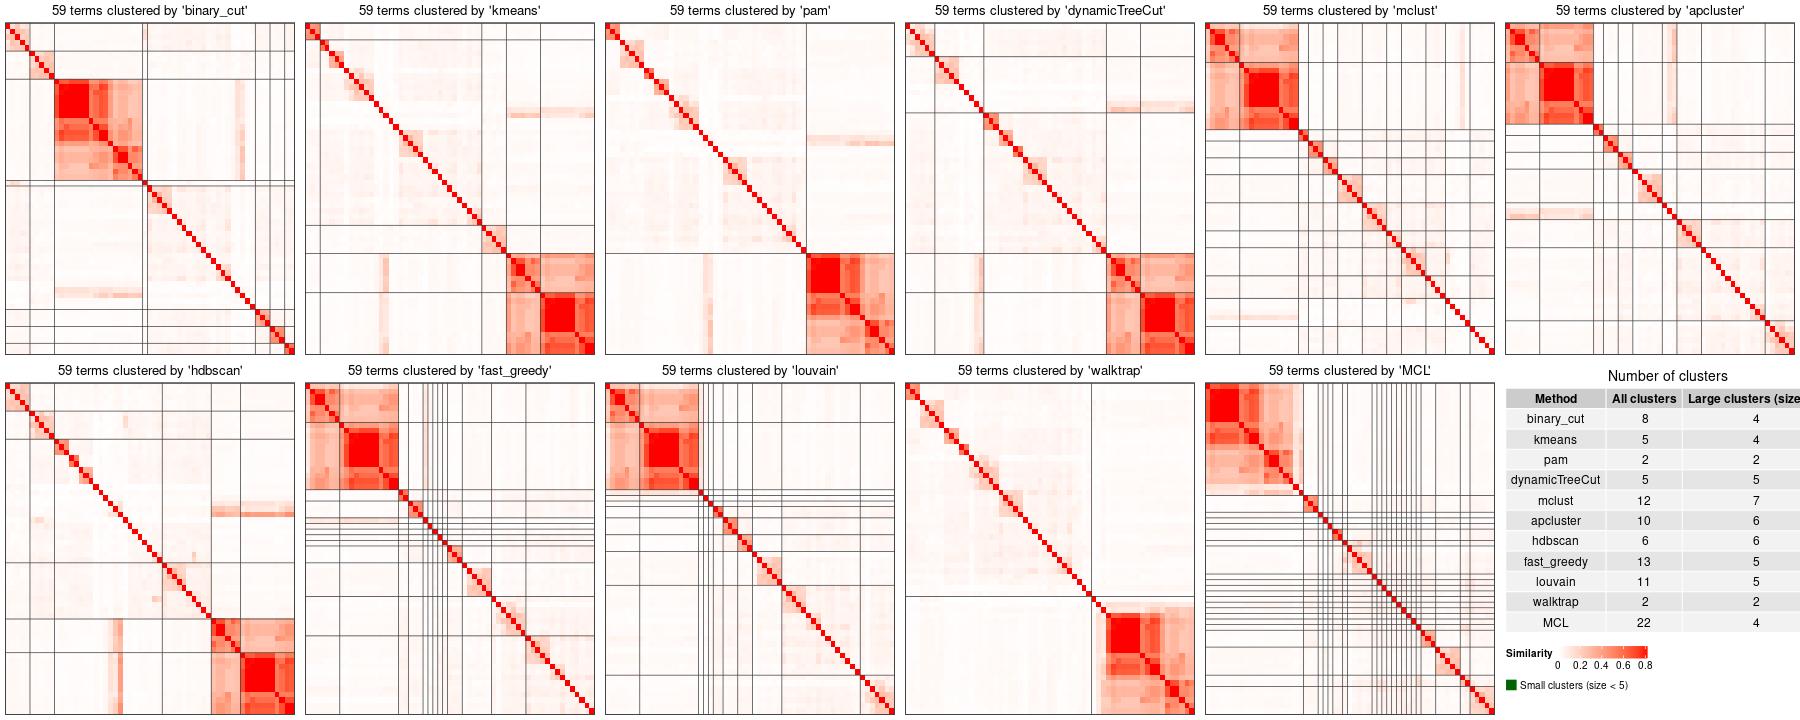 59 terms clustered by 'binary_cut'
59 terms clustered by 'kmeans'
59 terms clustered by 'pam'
59 terms clustered by 'dynamicTreeCut'
59 terms clustered by 'mclust'
59 terms clustered by 'apcluster'
59 terms clustered by 'hdbscan'
59 terms clustered by 'fast_greedy'
59 terms clustered by 'louvain'
59 terms clustered by 'walktrap'
59 terms clustered by 'MCL'
Number of clusters
Method All clusters Large clusters (size
binary_cut 8 4
kmeans 5 4
pam 2 2
dynamicTreeCut 5 5
mclust 12 7
apcluster 10 6
hdbscan 6 6
fast_greedy 13 5
louvain 11 5
walktrap 2 2
MCL 22 4
Similarity
0 0.2 0.4 0.6 0.8
Small clusters (size < 5)